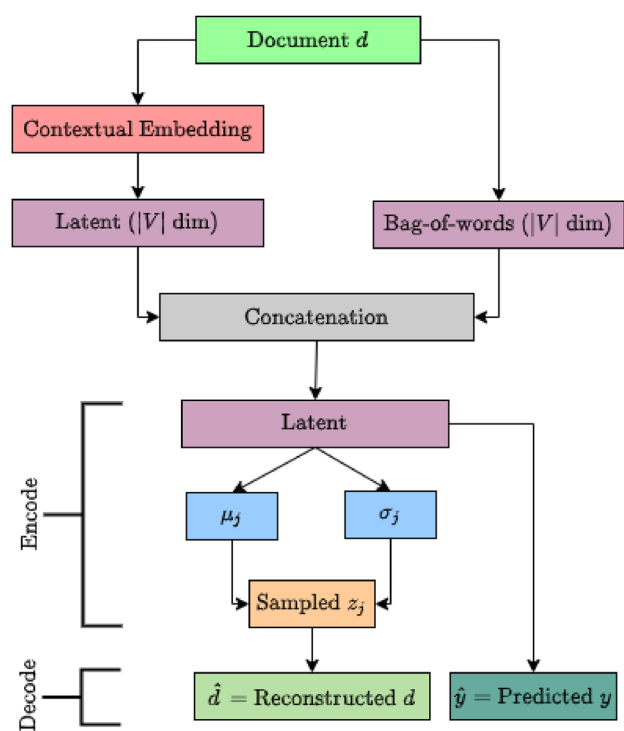 Document d
Contextual Embedding
Latent (|V| dim)
Bag-of-words (|V| dim)
Concatenation
Latent
μⱼ
σⱼ
Sampled zⱼ
Encode
d̂ = Reconstructed d
ŷ = Predicted y
Decode